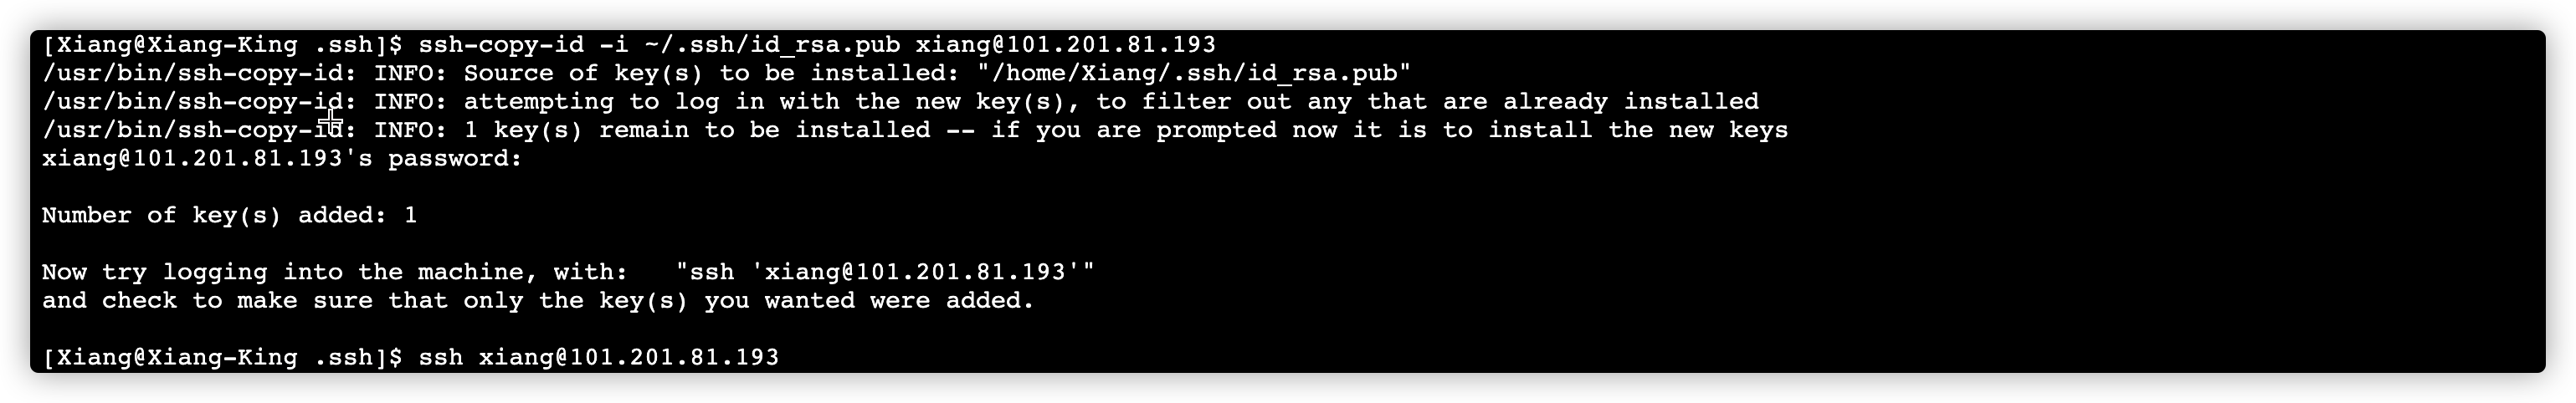 [Xiang@Xiang-King .ssh]$ ssh-copy-id -i ~/.ssh/id_rsa.pub xiang@101.201.81.193
/usr/bin/ssh-copy-id: INFO: Source of key(s) to be installed: "/home/Xiang/.ssh/id_rsa.pub"
/usr/bin/ssh-copy-id: INFO: attempting to log in with the new key(s), to filter out any that are already installed
/usr/bin/ssh-copy-id: INFO: 1 key(s) remain to be installed -- if you are prompted now it is to install the new keys
xiang@101.201.81.193's password:
Number of key(s) added: 1
Now try logging into the machine, with:   "ssh 'xiang@101.201.81.193'"
and check to make sure that only the key(s) you wanted were added.
[Xiang@Xiang-King .ssh]$ ssh xiang@101.201.81.193